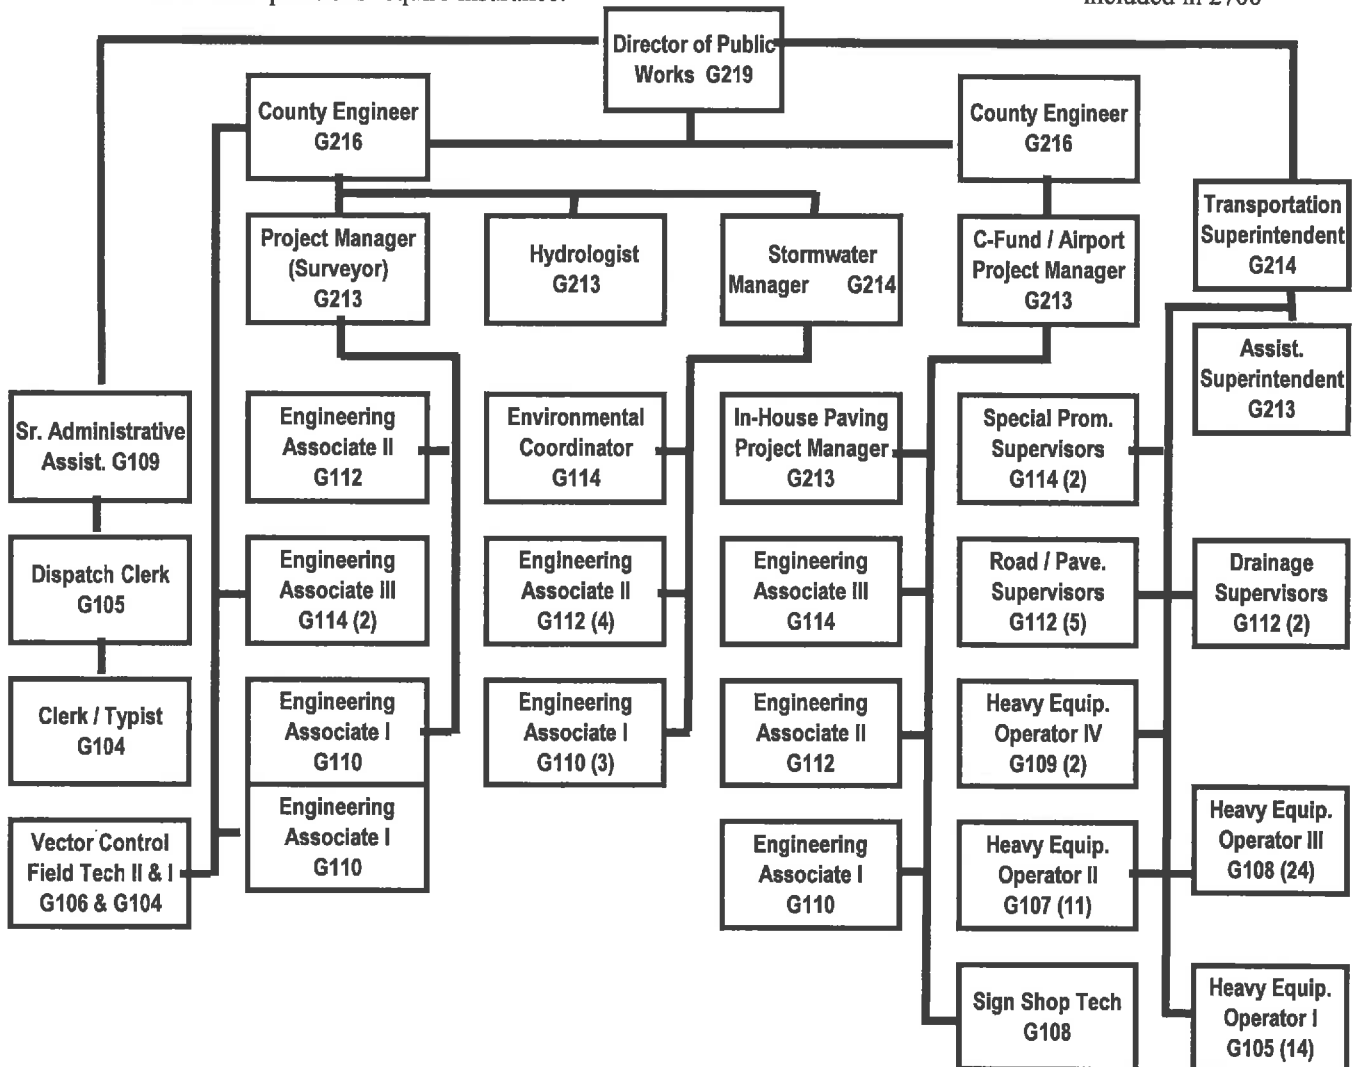 require insurance.
included in 2700
Director of Public
Works G219
County Engineer
G216
County Engineer
G216
Transportation
Superintendent
G214
Project Manager
(Surveyor)
G213
Hydrologist
G213
Stormwater
Manager G214
C-Fund / Airport
Project Manager
G213
Assist.
Superintendent
G213
Sr. Administrative
Assist. G109
Engineering
Associate II
G112
Environmental
Coordinator
G114
In-House Paving
Project Manager
G213
Special Prom.
Supervisors
G114 (2)
Dispatch Clerk
G105
Engineering
Associate III
G114 (2)
Engineering
Associate II
G112 (4)
Engineering
Associate III
G114
Road / Pave.
Supervisors
G112 (5)
Drainage
Supervisors
G112 (2)
Clerk / Typist
G104
Engineering
Associate I
G110
Engineering
Associate I
G110 (3)
Engineering
Associate II
G112
Heavy Equip.
Operator IV
G109 (2)
Vector Control
Field Tech II & I
G106 & G104
Engineering
Associate I
G110
Engineering
Associate I
G110
Heavy Equip.
Operator II
G107 (11)
Heavy Equip.
Operator III
G108 (24)
Sign Shop Tech
G108
Heavy Equip.
Operator I
G105 (14)